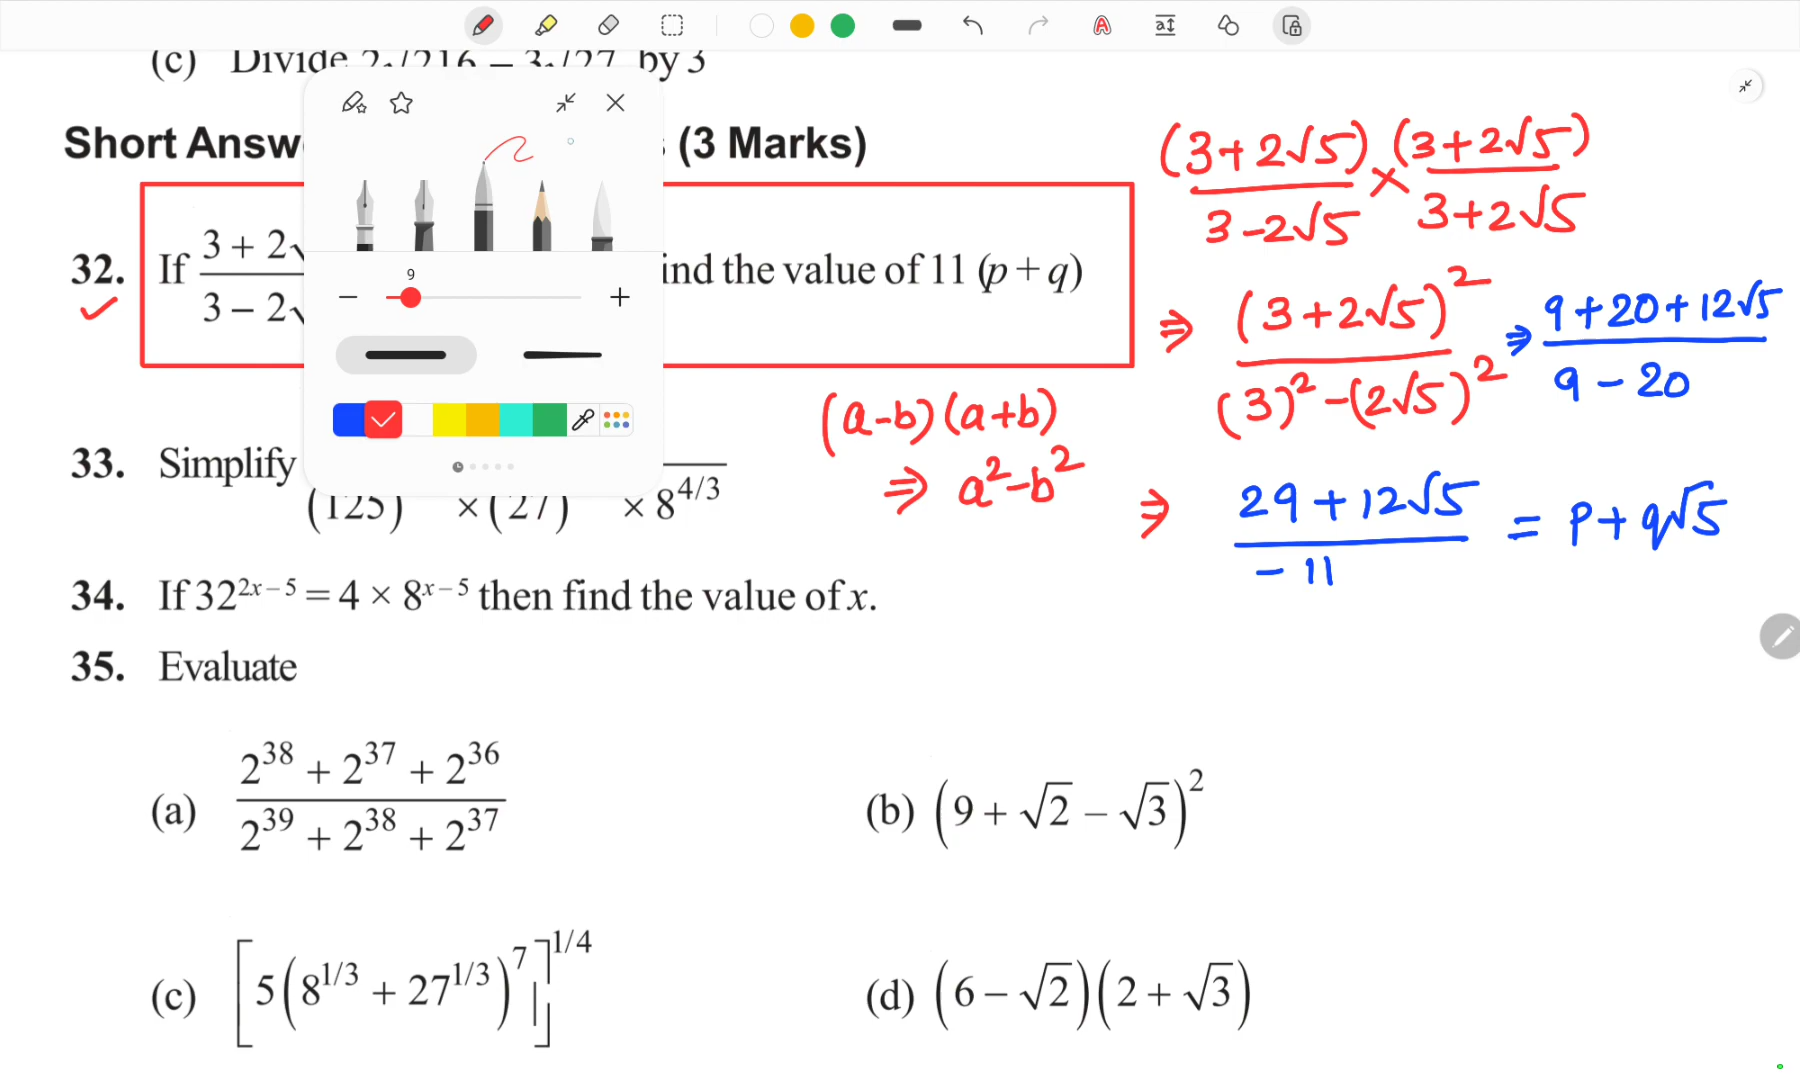 (c) Divide 2√216 – 3√27 by 3
Short Answ (3 Marks)
32. If (3 + 2√)/(3 – 2√) ind the value of 11 (p + q)
9
33. Simplify
(125) × (27) × 8^{4/3}
34. If 32^{2x – 5} = 4 × 8^{x – 5} then find the value of x.
35. Evaluate
(a) (2^{38} + 2^{37} + 2^{36})/(2^{39} + 2^{38} + 2^{37})
(b) (9 + √2 – √3)^2
(c) [5(8^{1/3} + 27^{1/3})^7]^{1/4}
(d) (6 – √2)(2 + √3)
(3+2√5)/(3-2√5) × (3+2√5)/(3+2√5)
⇒ (3+2√5)^2/((3)^2-(2√5)^2) ⇒ (9+20+12√5)/(9-20)
(a-b)(a+b)
⇒ a^2-b^2
⇒ (29+12√5)/(-11) = p+q√5